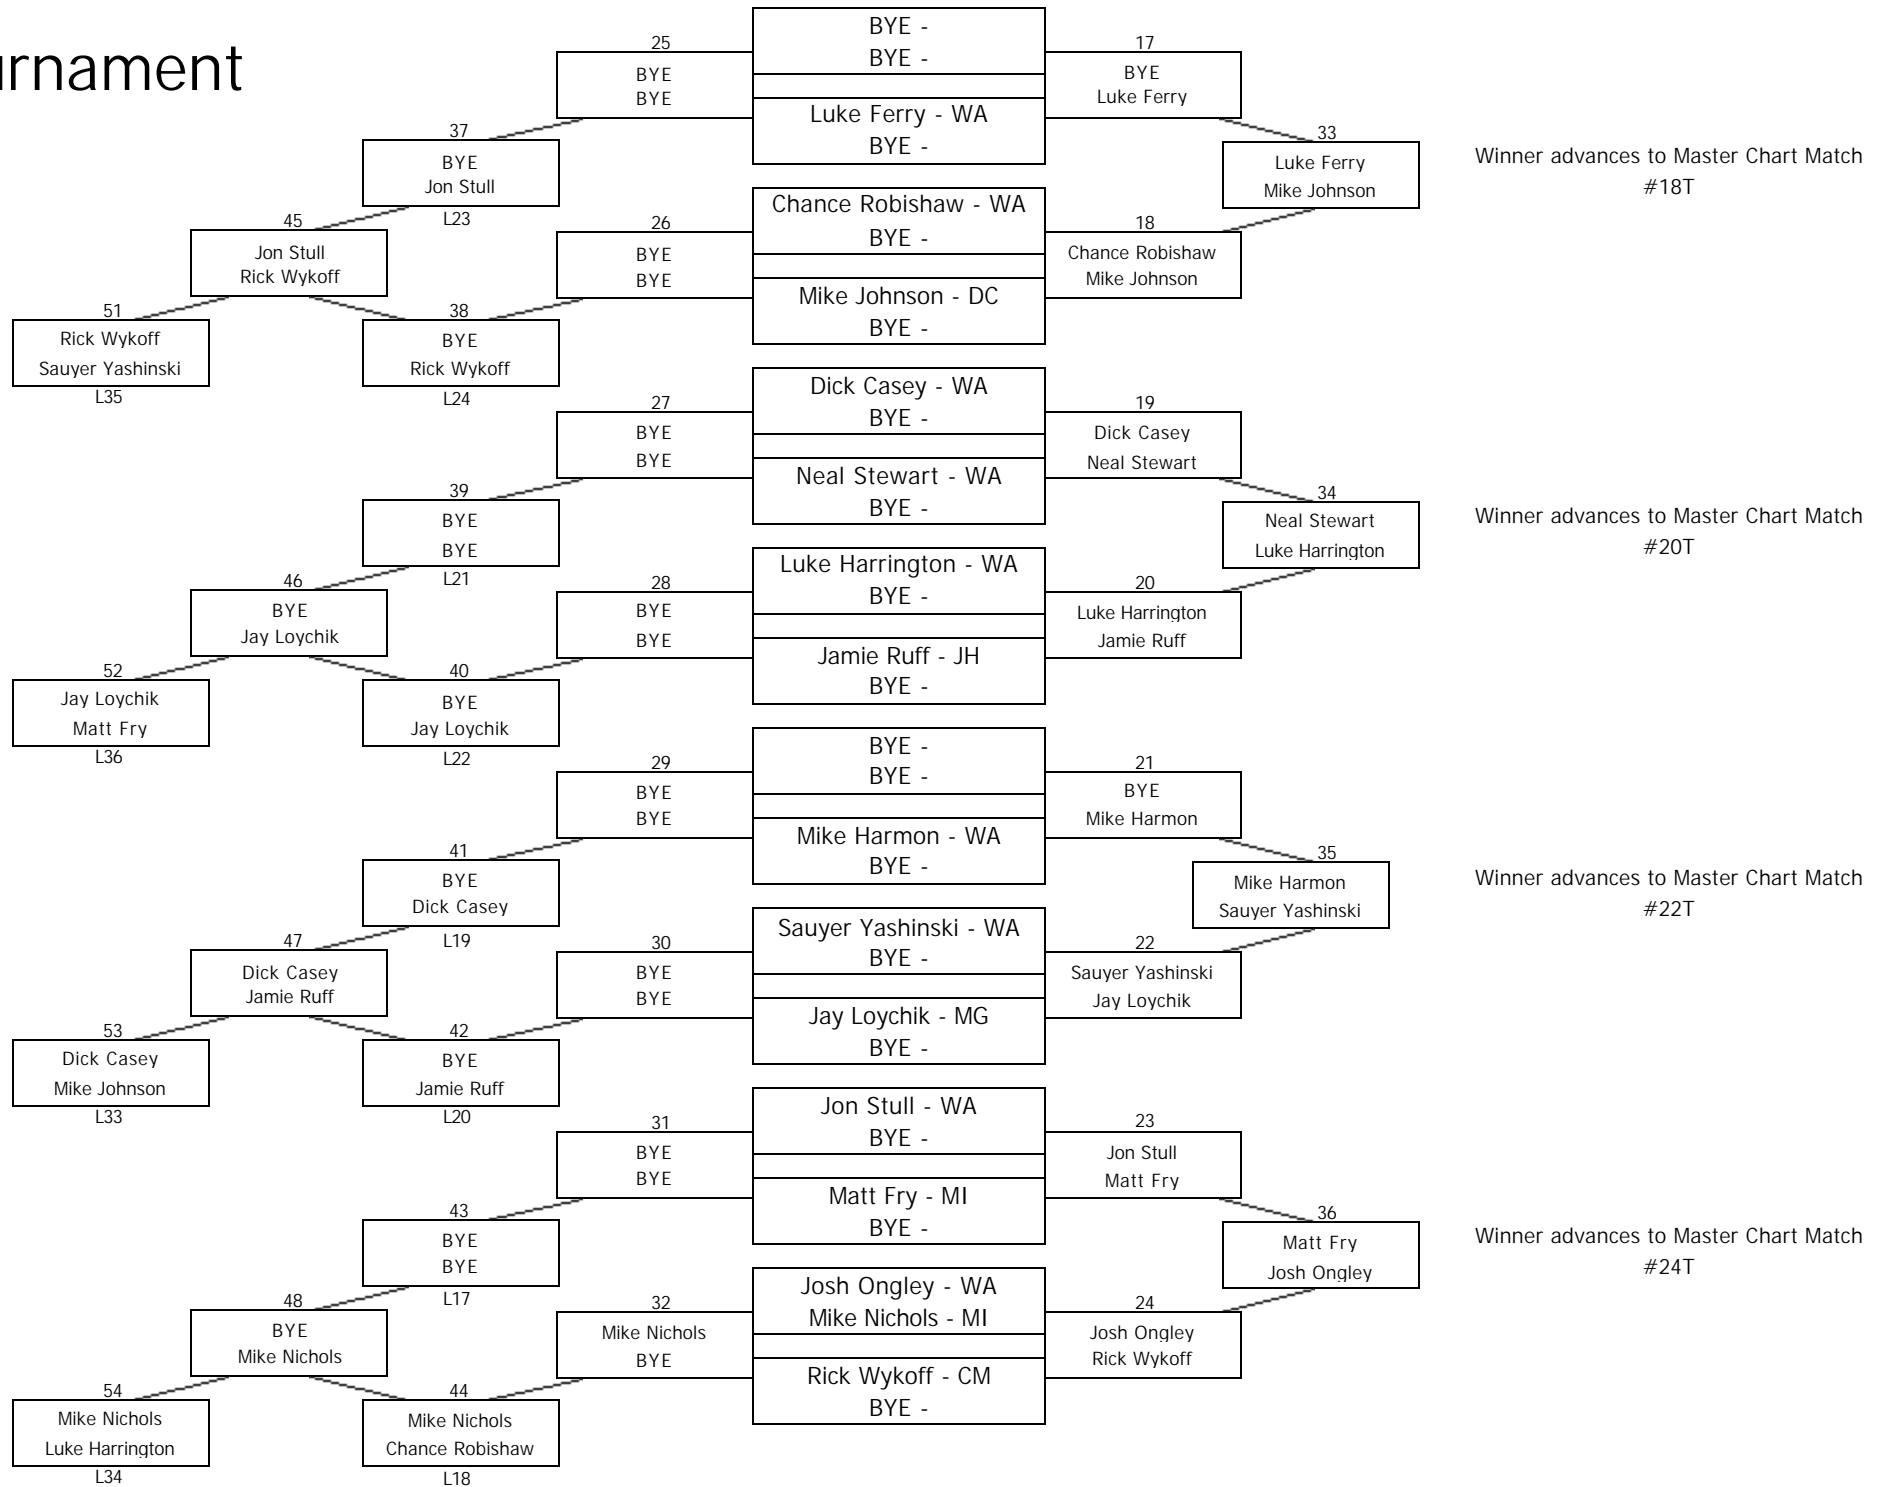 urnament
25
BYE
BYE
BYE -
BYE -
Luke Ferry - WA
BYE -
17
BYE
Luke Ferry
37
BYE
Jon Stull
L23
33
Luke Ferry
Mike Johnson
Winner advances to Master Chart Match
#18T
45
Jon Stull
Rick Wykoff
26
BYE
BYE
Chance Robishaw - WA
BYE -
Mike Johnson - DC
BYE -
18
Chance Robishaw
Mike Johnson
51
Rick Wykoff
Sauyer Yashinski
L35
38
BYE
Rick Wykoff
L24
27
BYE
BYE
Dick Casey - WA
BYE -
Neal Stewart - WA
BYE -
19
Dick Casey
Neal Stewart
39
BYE
BYE
L21
34
Neal Stewart
Luke Harrington
Winner advances to Master Chart Match
#20T
46
BYE
Jay Loychik
28
BYE
BYE
Luke Harrington - WA
BYE -
Jamie Ruff - JH
BYE -
20
Luke Harrington
Jamie Ruff
52
Jay Loychik
Matt Fry
L36
40
BYE
Jay Loychik
L22
29
BYE
BYE
BYE -
BYE -
Mike Harmon - WA
BYE -
21
BYE
Mike Harmon
41
BYE
Dick Casey
L19
35
Mike Harmon
Sauyer Yashinski
Winner advances to Master Chart Match
#22T
47
Dick Casey
Jamie Ruff
30
BYE
BYE
Sauyer Yashinski - WA
BYE -
Jay Loychik - MG
BYE -
22
Sauyer Yashinski
Jay Loychik
53
Dick Casey
Mike Johnson
L33
42
BYE
Jamie Ruff
L20
31
BYE
BYE
Jon Stull - WA
BYE -
Matt Fry - MI
BYE -
23
Jon Stull
Matt Fry
43
BYE
BYE
L17
36
Matt Fry
Josh Ongley
Winner advances to Master Chart Match
#24T
48
BYE
Mike Nichols
32
Mike Nichols
BYE
Josh Ongley - WA
Mike Nichols - MI
Rick Wykoff - CM
BYE -
24
Josh Ongley
Rick Wykoff
54
Mike Nichols
Luke Harrington
L34
44
Mike Nichols
Chance Robishaw
L18